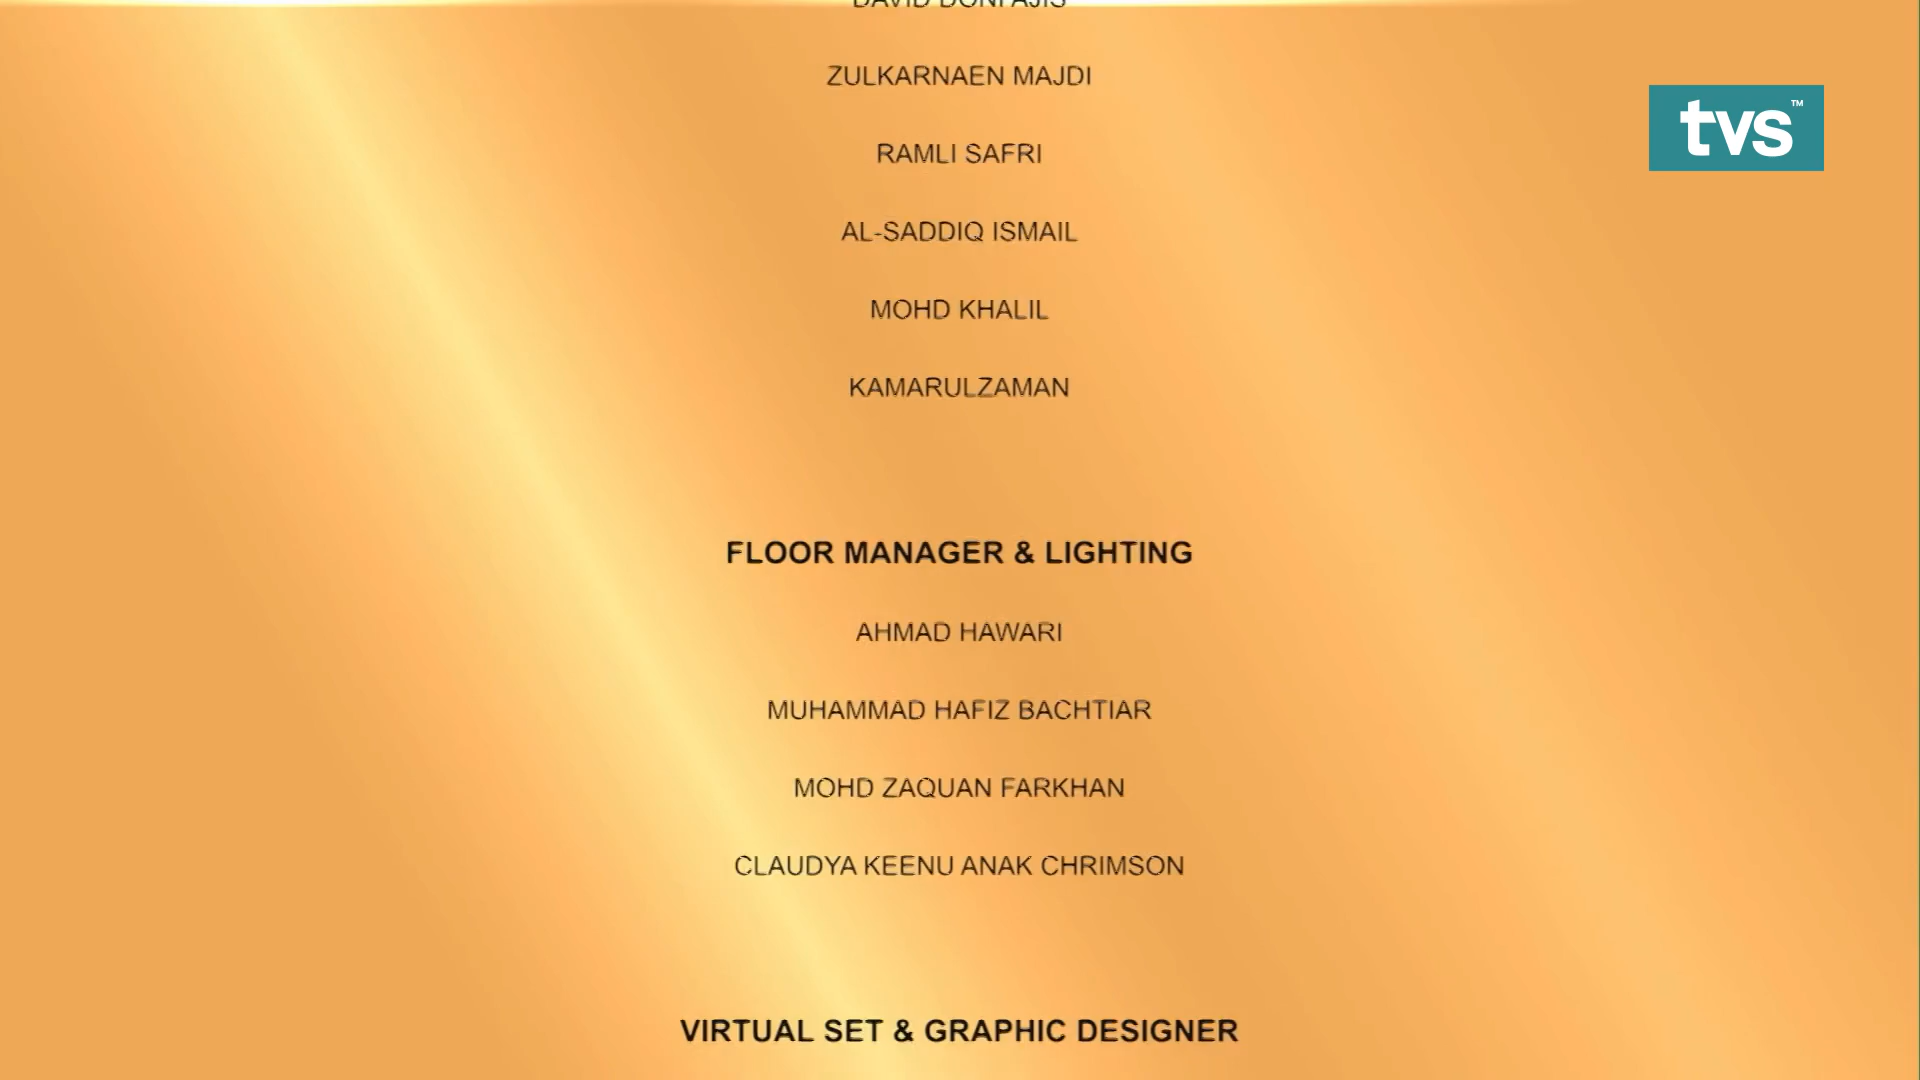 ZULKARNAEN MAJDI
tvs™
RAMLI SAFRI
AL-SADDIQ ISMAIL
MOHD KHALIL
KAMARULZAMAN
FLOOR MANAGER & LIGHTING
AHMAD HAWARI
MUHAMMAD HAFIZ BACHTIAR
MOHD ZAQUAN FARKHAN
CLAUDYA KEENU ANAK CHRIMSON
VIRTUAL SET & GRAPHIC DESIGNER